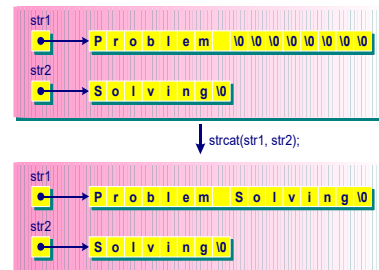 str1
P r o b l e m \0 \0 \0 \0 \0 \0 \0 \0
str2
S o l v i n g \0
strcat(str1, str2);
str1
P r o b l e m S o l v i n g \0
str2
S o l v i n g \0